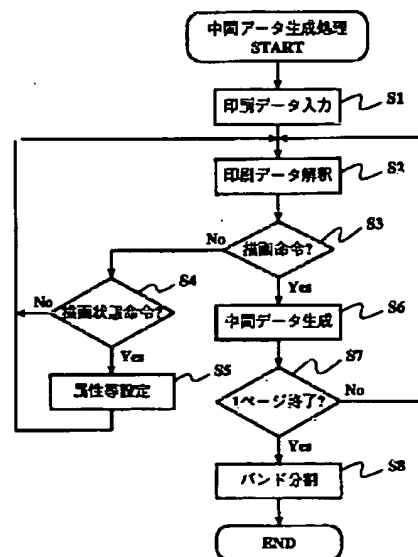 中間データ生成処理
START
印刷データ入力
S1
印刷データ解釈
S2
描画命令?
S3
No
Yes
描画状態命令?
S4
No
Yes
中間データ生成
S6
属性等設定
S5
1ページ終了?
S7
No
Yes
バンド分割
S8
END